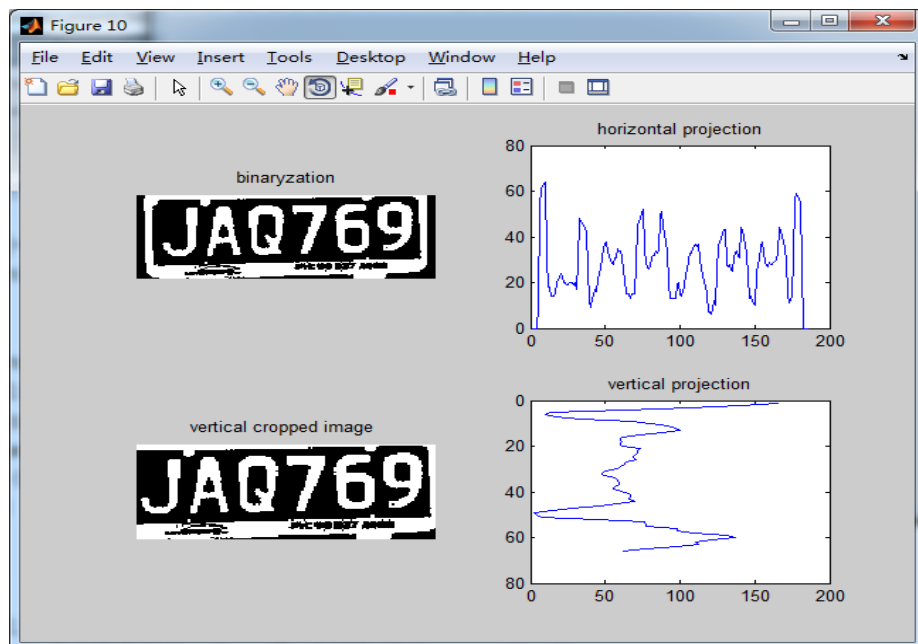 Figure 10
File Edit View Insert Tools Desktop Window Help
binaryzation
JAQ769
horizontal projection
80
60
40
20
0
0 50 100 150 200
vertical cropped image
JAQ769
vertical projection
0
20
40
60
80
0 50 100 150 200